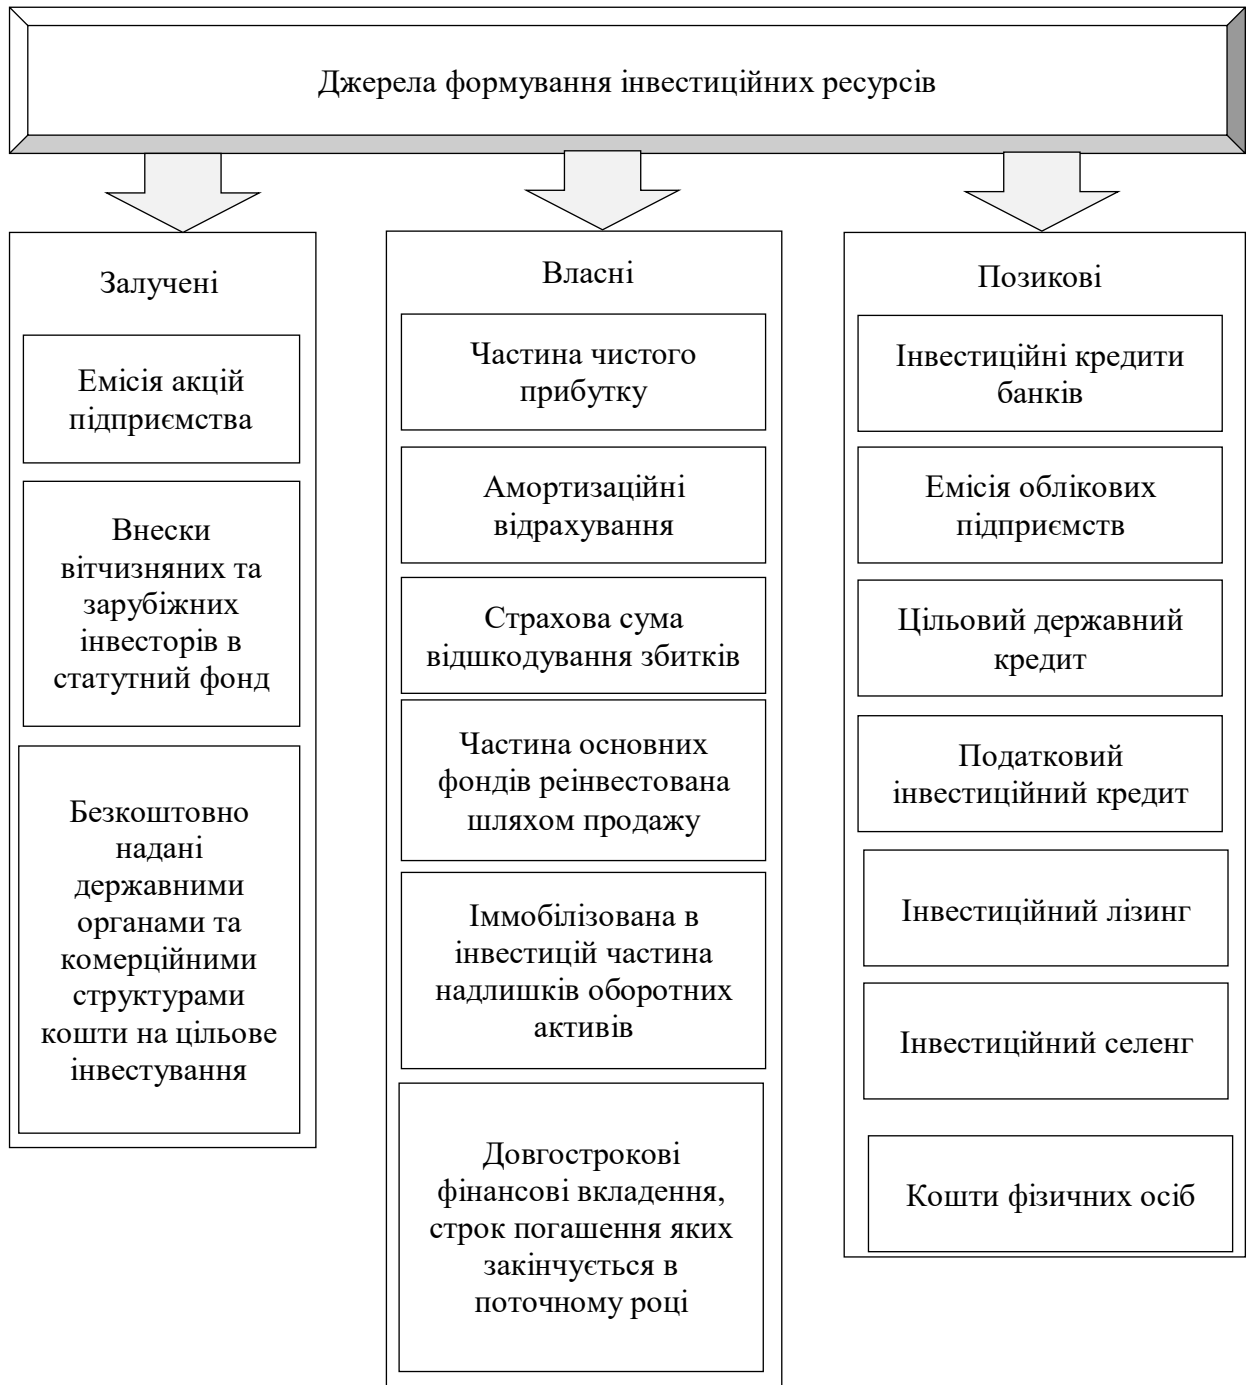 Джерела формування інвестиційних ресурсів
Залучені
Емісія акцій
підприємства
Внески
вітчизняних та
зарубіжних
інвесторів в
статутний фонд
Безкоштовно
надані
державними
органами та
комерційними
структурами
кошти на цільове
інвестування
Власні
Частина чистого
прибутку
Амортизаційні
відрахування
Страхова сума
відшкодування збитків
Частина основних
фондів реінвестована
шляхом продажу
Іммобілізована в
інвестицій частина
надлишків оборотних
активів
Довгострокові
фінансові вкладення,
строк погашення яких
закінчується в
поточному році
Позикові
Інвестиційні кредити
банків
Емісія облікових
підприємств
Цільовий державний
кредит
Податковий
інвестиційний кредит
Інвестиційний лізинг
Інвестиційний селенг
Кошти фізичних осіб